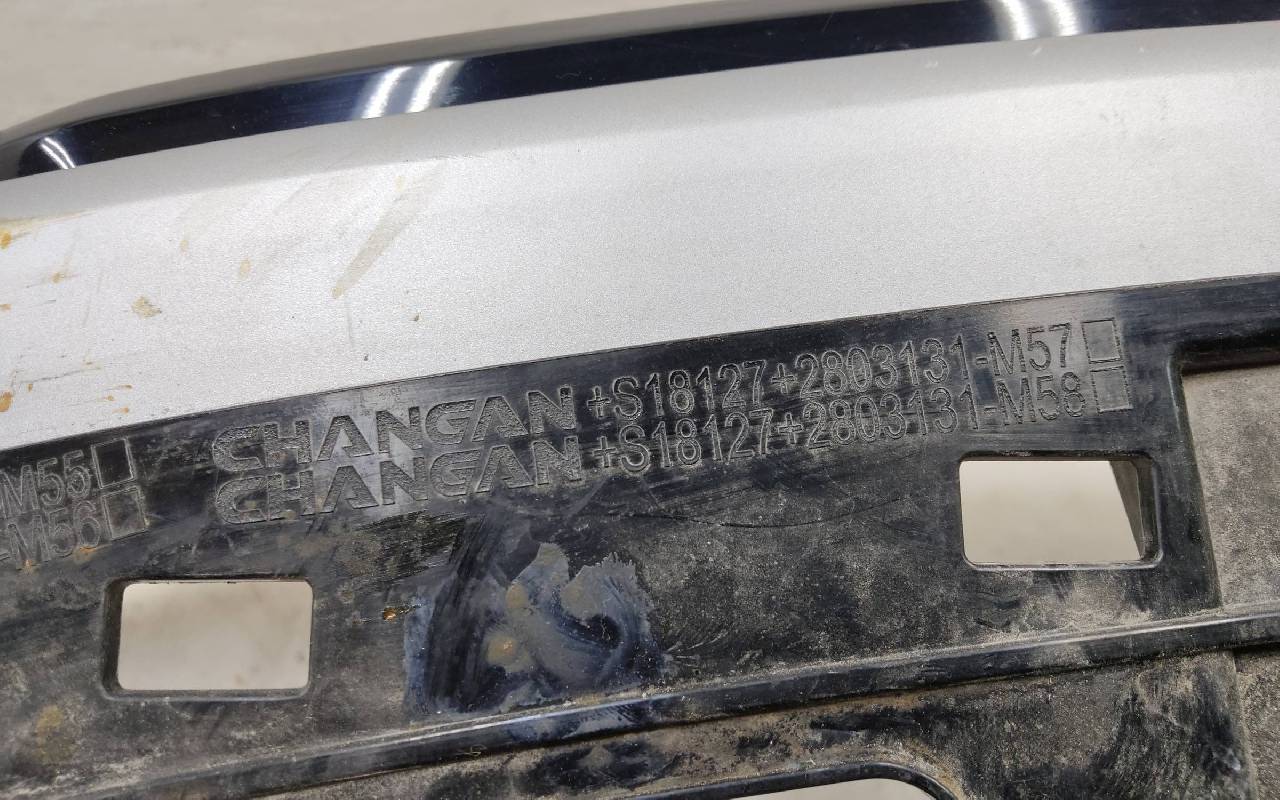 -M55
-M56
CHANGAN +S18127+2803131-M57
CHANGAN +S18127+2803131-M58